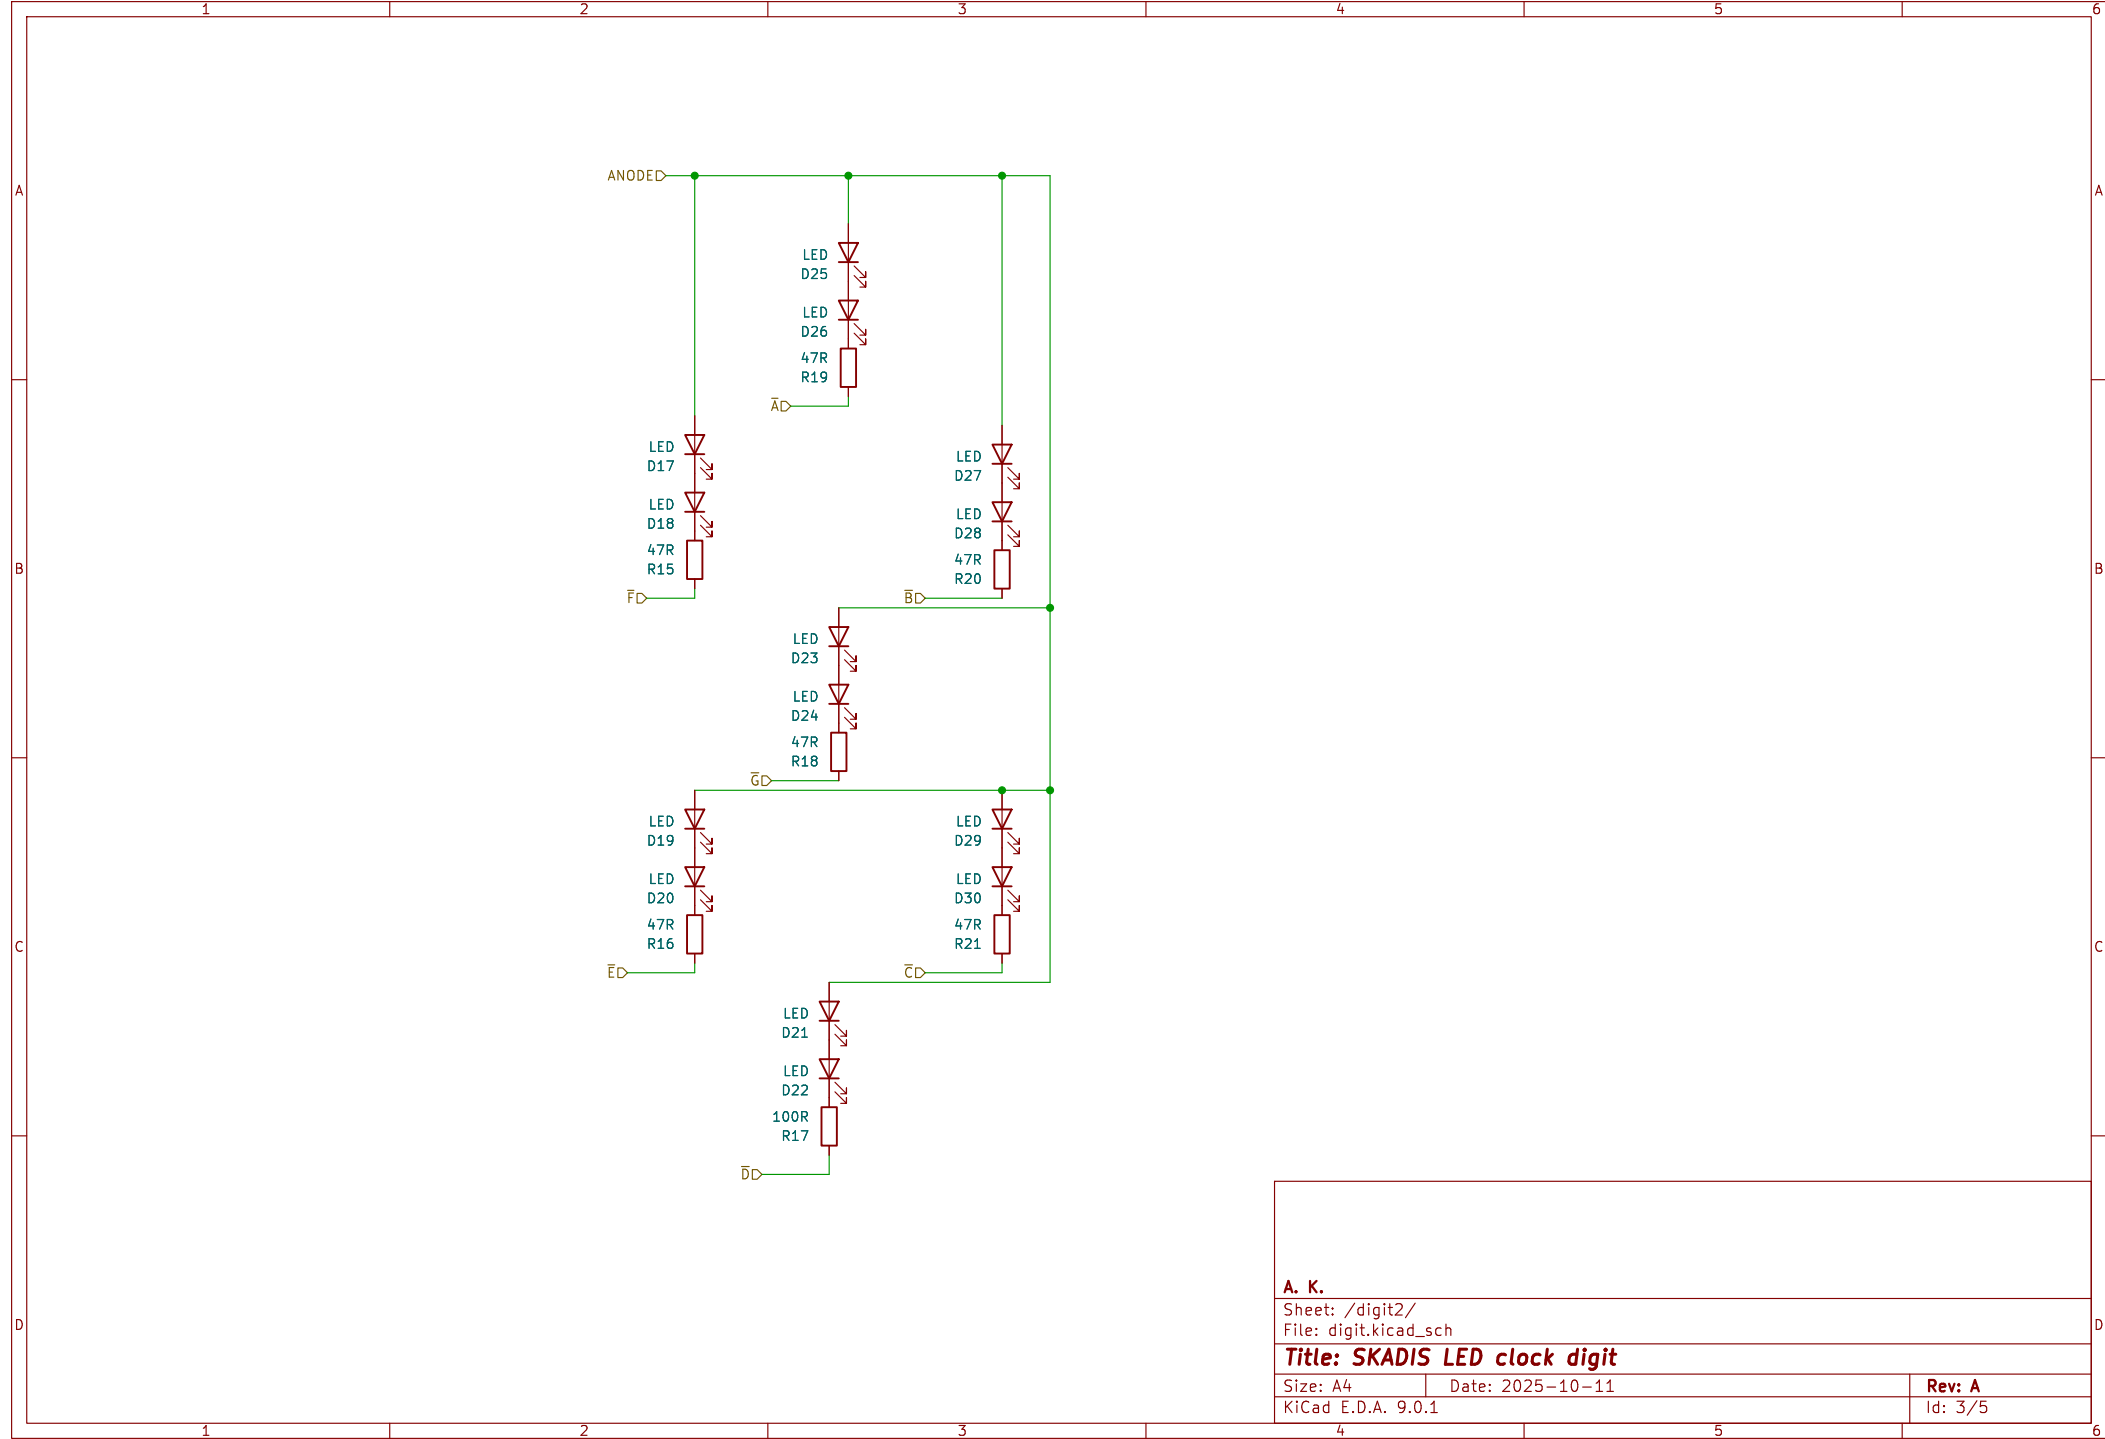 1 2 3 4 5 6
A A
ANODE
LED
D25
LED
D26
47R
R19
A̅
LED
D17
LED
D18
47R
R15
F̅
LED
D27
LED
D28
47R
R20
B̅
B B
LED
D23
LED
D24
47R
R18
G̅
LED
D19
LED
D20
47R
R16
E̅
LED
D29
LED
D30
47R
R21
C̅
C C
LED
D21
LED
D22
100R
R17
D̅
A. K.
Sheet: /digit2/
File: digit.kicad_sch
Title: SKADIS LED clock digit
Size: A4 Date: 2025-10-11 Rev: A
KiCad E.D.A. 9.0.1 Id: 3/5
D D
1 2 3 4 5 6